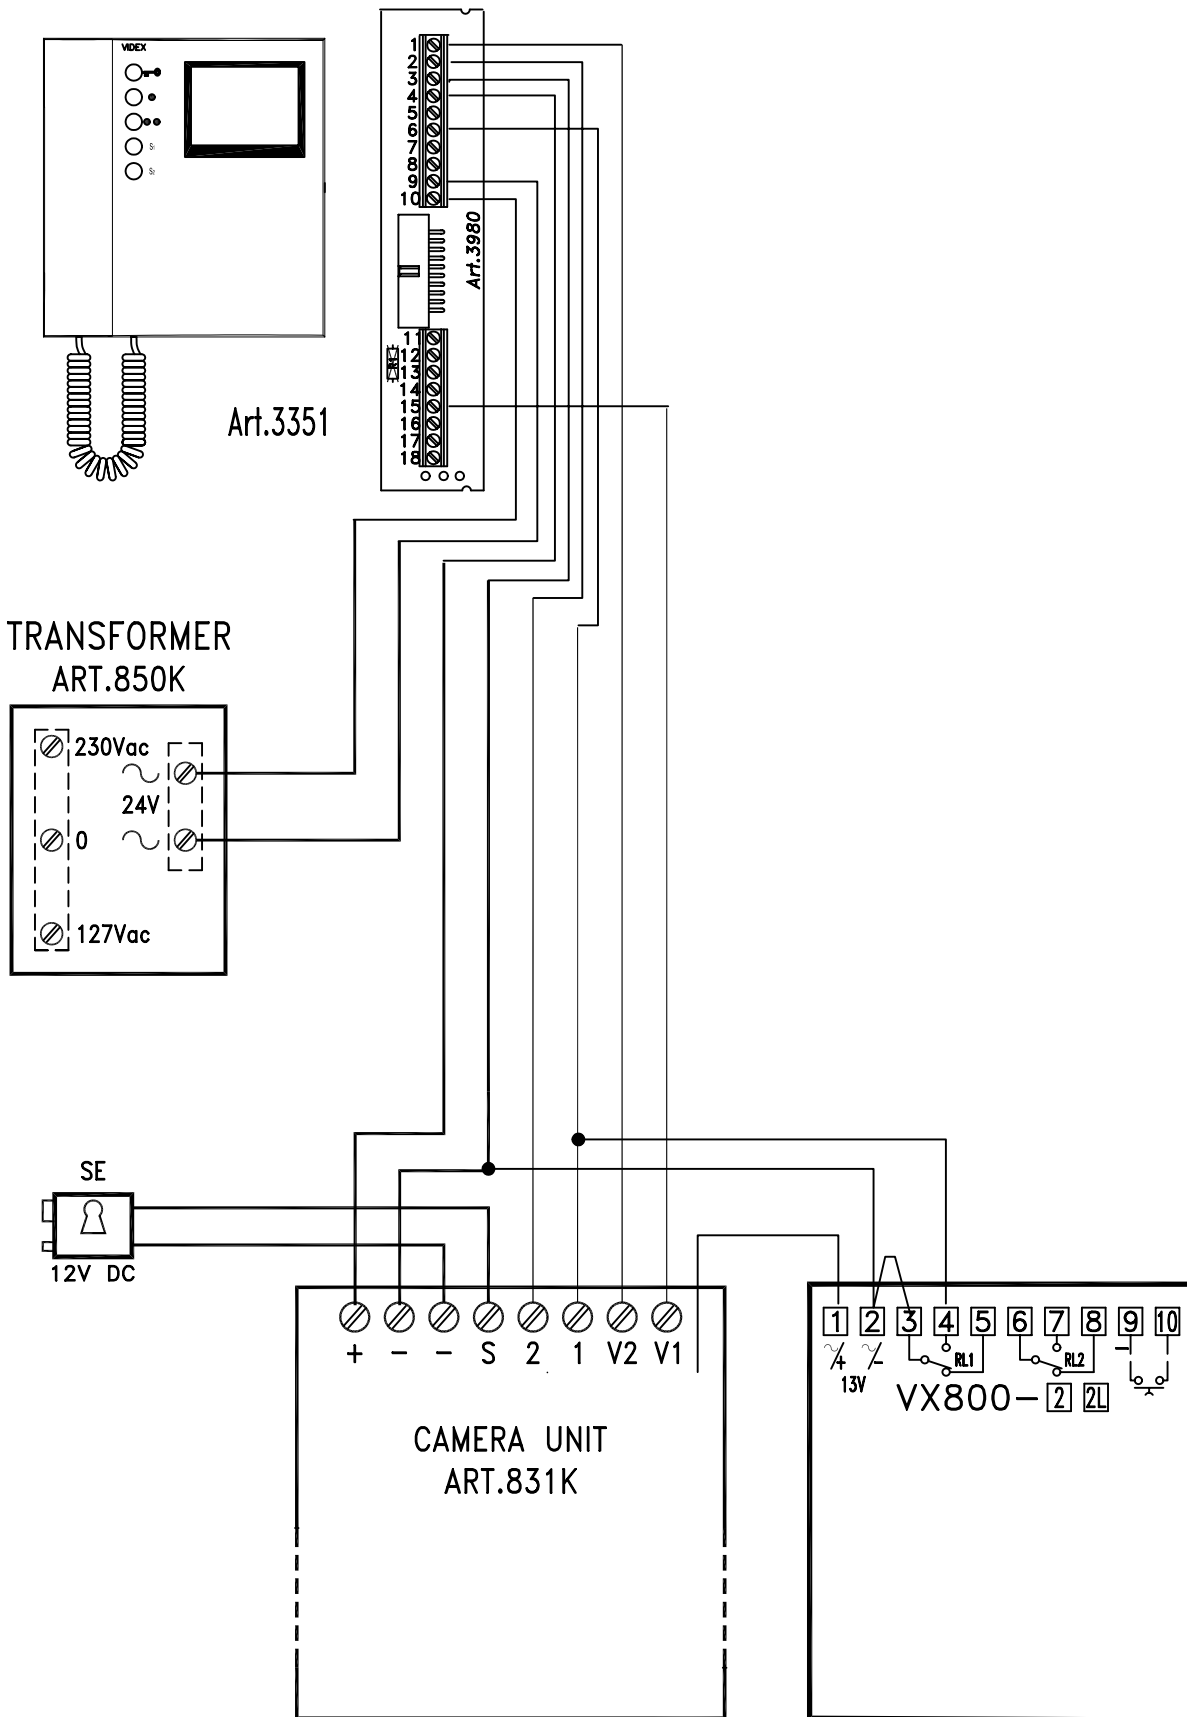 VIDEX
S1
S2
Art.3351
1
2
3
4
5
6
7
8
9
10
Art.3980
11
12
13
14
15
16
17
18
TRANSFORMER
ART.850K
230Vac
24V
0
127Vac
SE
12V DC
+ - - S 2 1 V2 V1
CAMERA UNIT
ART.831K
1 2 3 4 5 6 7 8 9 10
+ - -
13V
RL1 RL2
VX800- 2 2L